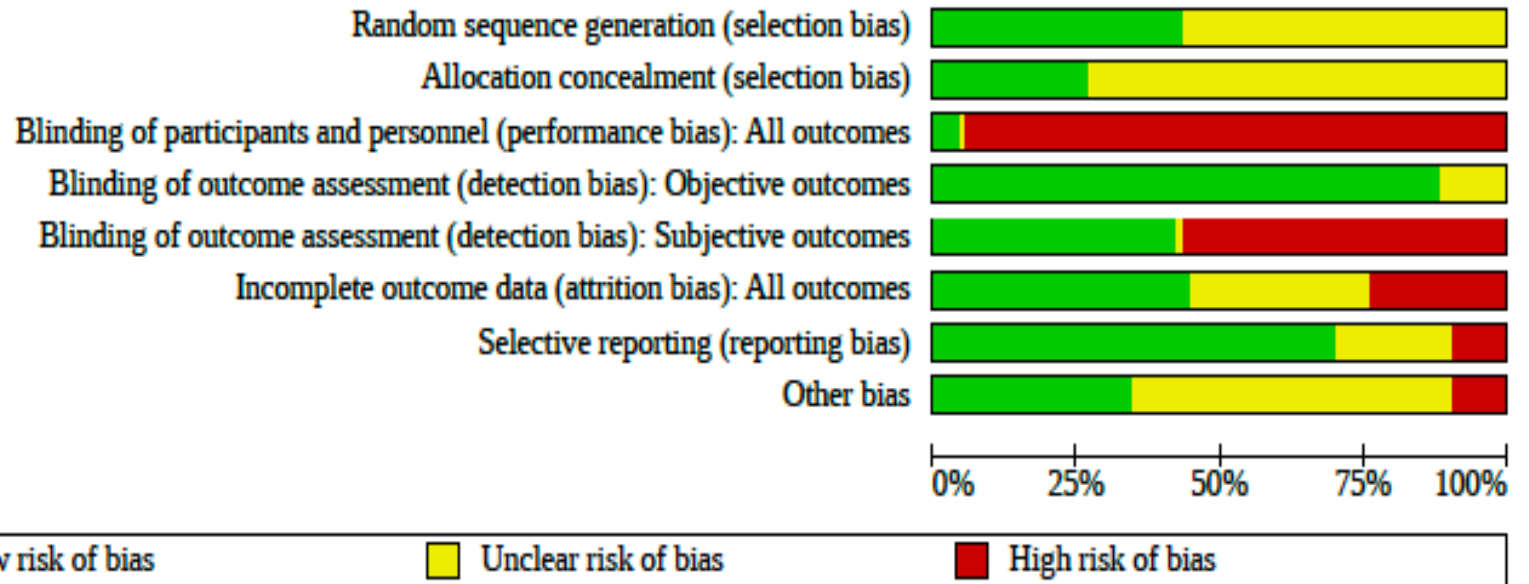 Random sequence generation (selection bias)
Allocation concealment (selection bias)
Blinding of participants and personnel (performance bias): All outcomes
Blinding of outcome assessment (detection bias): Objective outcomes
Blinding of outcome assessment (detection bias): Subjective outcomes
Incomplete outcome data (attrition bias): All outcomes
Selective reporting (reporting bias)
Other bias
0% 25% 50% 75% 100%
risk of bias Unclear risk of bias High risk of bias